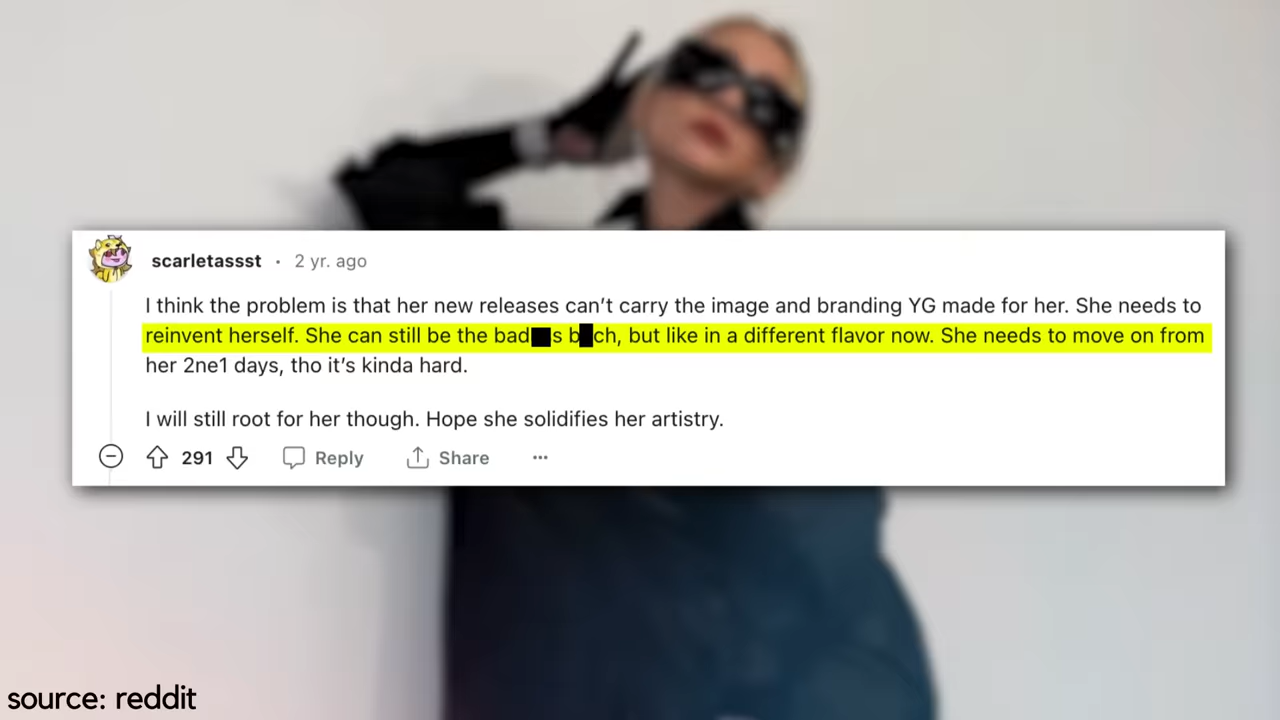 scarletassst · 2 yr. ago
I think the problem is that her new releases can’t carry the image and branding YG made for her. She needs to
reinvent herself. She can still be the bad■s b■ch, but like in a different flavor now. She needs to move on from
her 2ne1 days, tho it’s kinda hard.
I will still root for her though. Hope she solidifies her artistry.
291 Reply Share ···
source: reddit